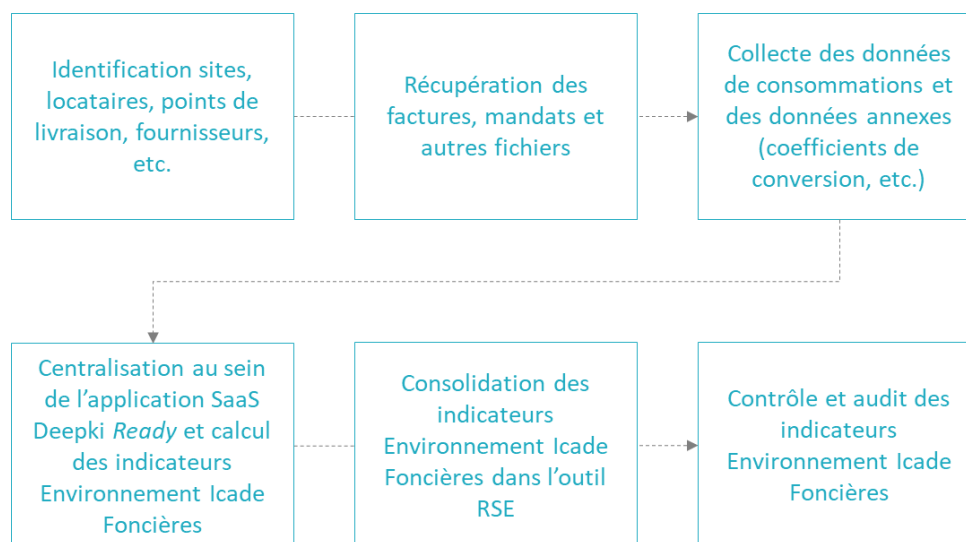 Identification sites,
locataires, points de
livraison, fournisseurs,
etc.
Récupération des
factures, mandats et
autres fichiers
Collecte des données
de consommations et
des données annexes
(coefficients de
conversion, etc.)
Centralisation au sein
de l’application SaaS
Deepki Ready et calcul
des indicateurs
Environnement Icade
Foncières
Consolidation des
indicateurs
Environnement Icade
Foncières dans l’outil
RSE
Contrôle et audit des
indicateurs
Environnement Icade
Foncières